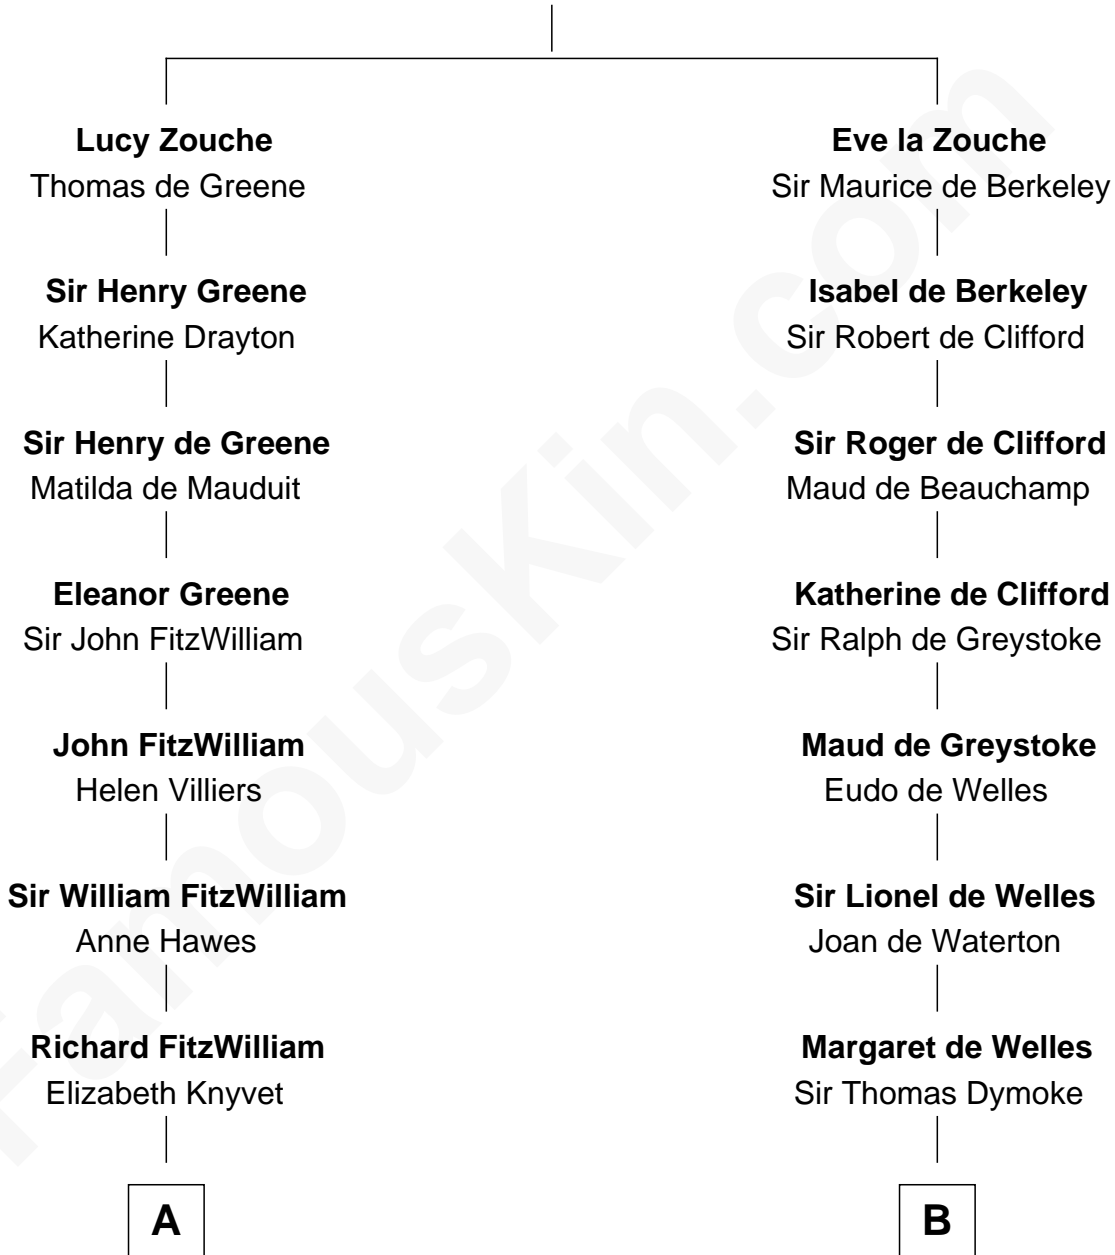 Lucy Zouche
Thomas de Greene
Sir Henry Greene
Katherine Drayton
Sir Henry de Greene
Matilda de Mauduit
Eleanor Greene
Sir John FitzWilliam
John FitzWilliam
Helen Villiers
Sir William FitzWilliam
Anne Hawes
Richard FitzWilliam
Elizabeth Knyvet
A
Eve la Zouche
Sir Maurice de Berkeley
Isabel de Berkeley
Sir Robert de Clifford
Sir Roger de Clifford
Maud de Beauchamp
Katherine de Clifford
Sir Ralph de Greystoke
Maud de Greystoke
Eudo de Welles
Sir Lionel de Welles
Joan de Waterton
Margaret de Welles
Sir Thomas Dymoke
B
FamousKin.com